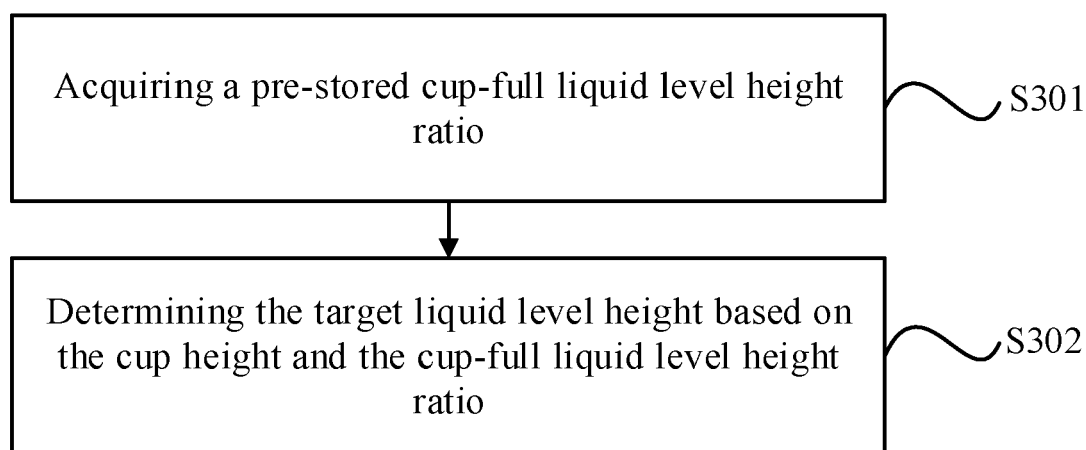 Acquiring a pre-stored cup-full liquid level height
ratio
S301
Determining the target liquid level height based on
the cup height and the cup-full liquid level height
ratio
S302